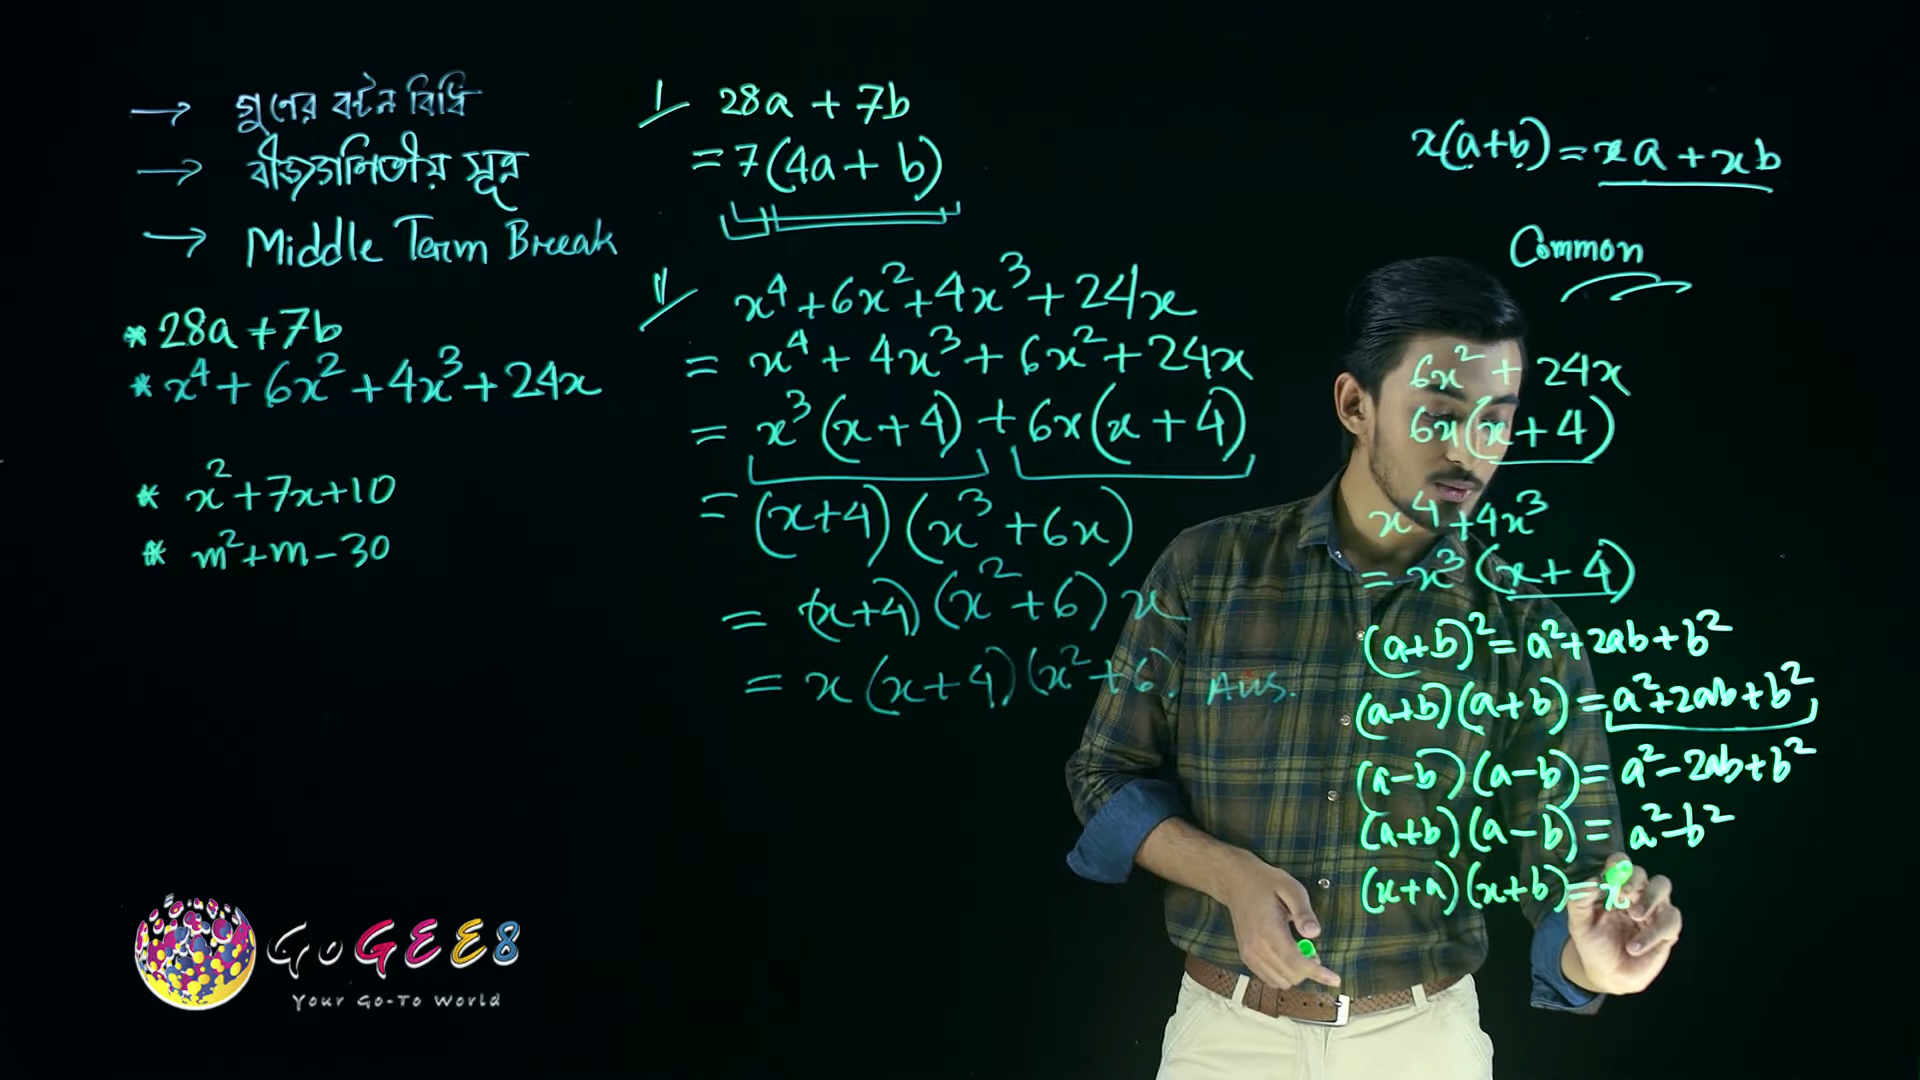 → গুনের বন্টন বিধি
→ বীজগানিতীয় সূত্র
→ Middle Term Break
* 28a + 7b
* x⁴ + 6x² + 4x³ + 24x
* x² + 7x + 10
* m² + m - 30
I 28a + 7b
= 7(4a + b)
II x⁴ + 6x² + 4x³ + 24x
= x⁴ + 4x³ + 6x² + 24x
= x³(x + 4) + 6x(x + 4)
= (x+4)(x³ + 6x)
= (x+4)(x² + 6)x
= x(x+4)(x²+6) Ans.
x(a+b) = xa + xb
Common
6x² + 24x
6x(x + 4)
x⁴ + 4x³
= x³(x + 4)
(a+b)² = a² + 2ab + b²
(a+b)(a+b) = a² + 2ab + b²
(a-b)(a-b) = a² - 2ab + b²
(a+b)(a-b) = a² - b²
(x+a)(x+b) = x
GoGEE8
Your Go-To World